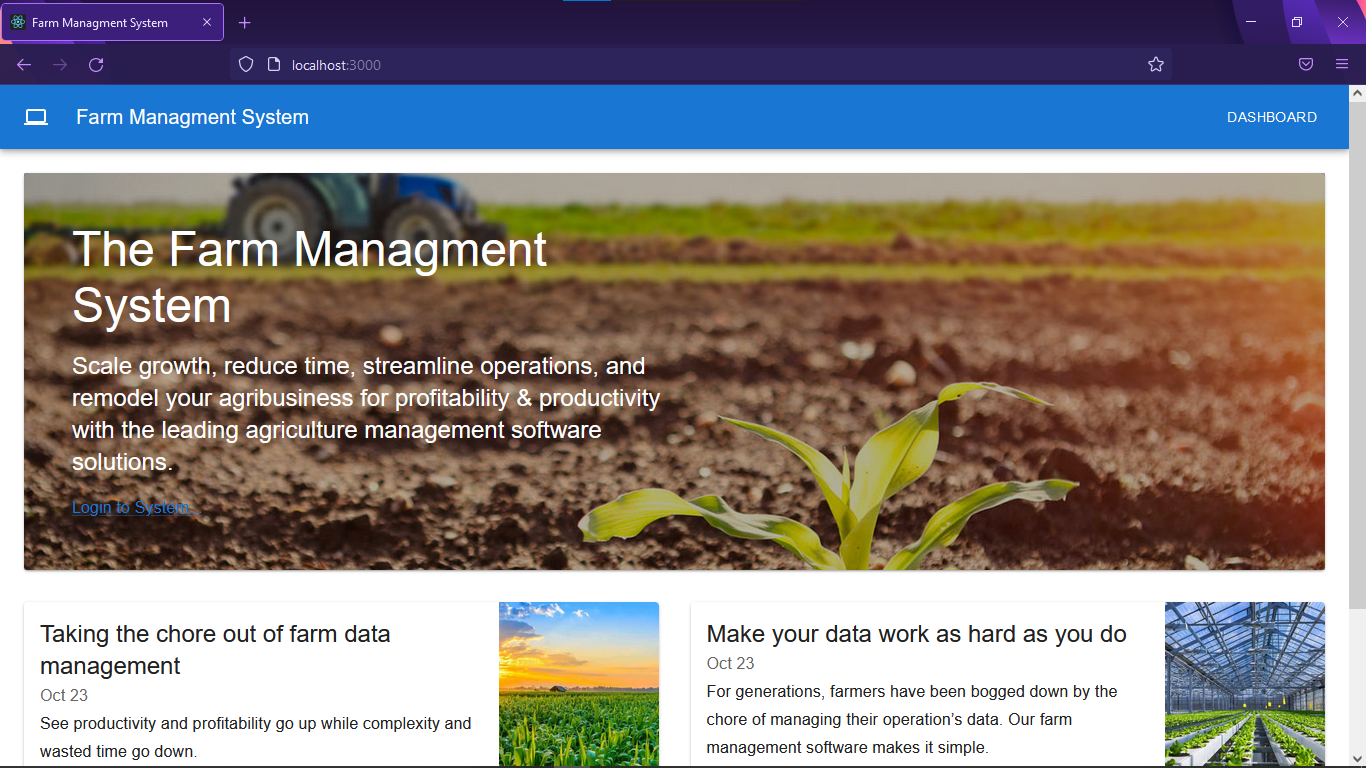 Farm Managment System
localhost:3000
Farm Managment System
DASHBOARD
The Farm Managment
System
Scale growth, reduce time, streamline operations, and
remodel your agribusiness for profitability & productivity
with the leading agriculture management software
solutions.
Login to System...
Taking the chore out of farm data
management
Oct 23
See productivity and profitability go up while complexity and
wasted time go down.
Make your data work as hard as you do
Oct 23
For generations, farmers have been bogged down by the
chore of managing their operation’s data. Our farm
management software makes it simple.